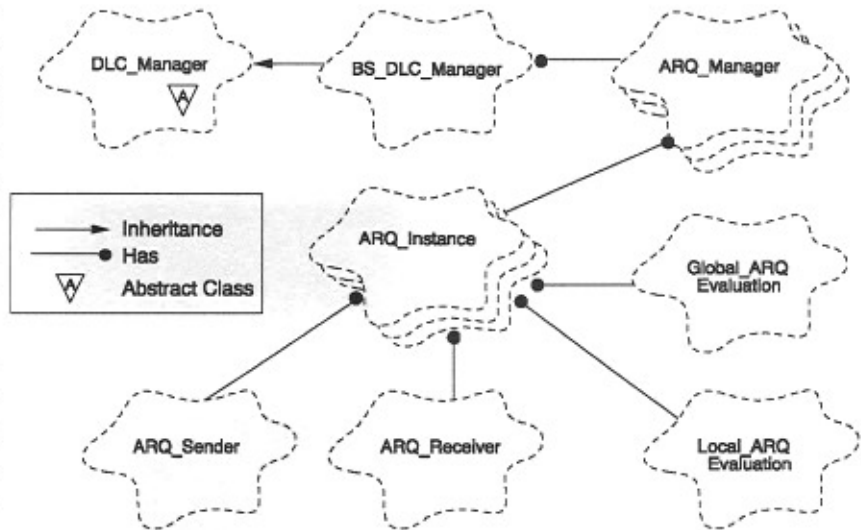 DLC_Manager
A
BS_DLC_Manager
ARQ_Manager
Inheritance
Has
A
Abstract Class
ARQ_Instance
Global_ARQ
Evaluation
ARQ_Sender
ARQ_Receiver
Local_ARQ
Evaluation